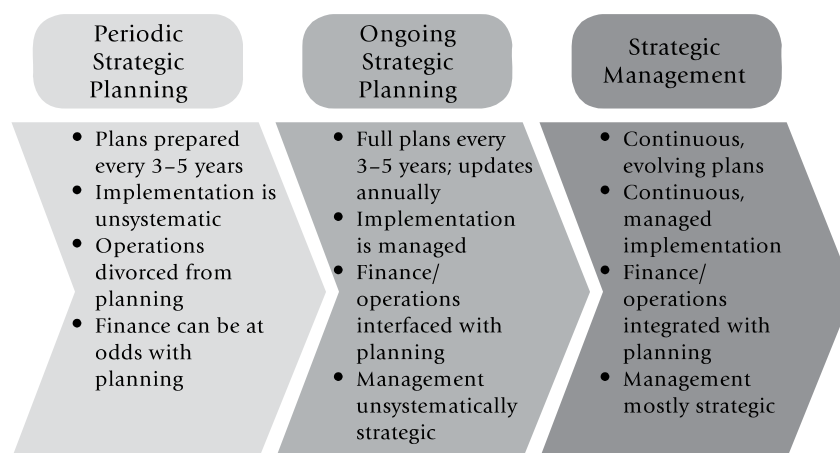 Periodic
Strategic
Planning
• Plans prepared
every 3–5 years
• Implementation is
unsystematic
• Operations
divorced from
planning
• Finance can be at
odds with
planning
Ongoing
Strategic
Planning
• Full plans every
3–5 years; updates
annually
• Implementation
is managed
• Finance/
operations
interfaced with
planning
• Management
unsystematically
strategic
Strategic
Management
• Continuous,
evolving plans
• Continuous,
managed
implementation
• Finance/
operations
integrated with
planning
• Management
mostly strategic